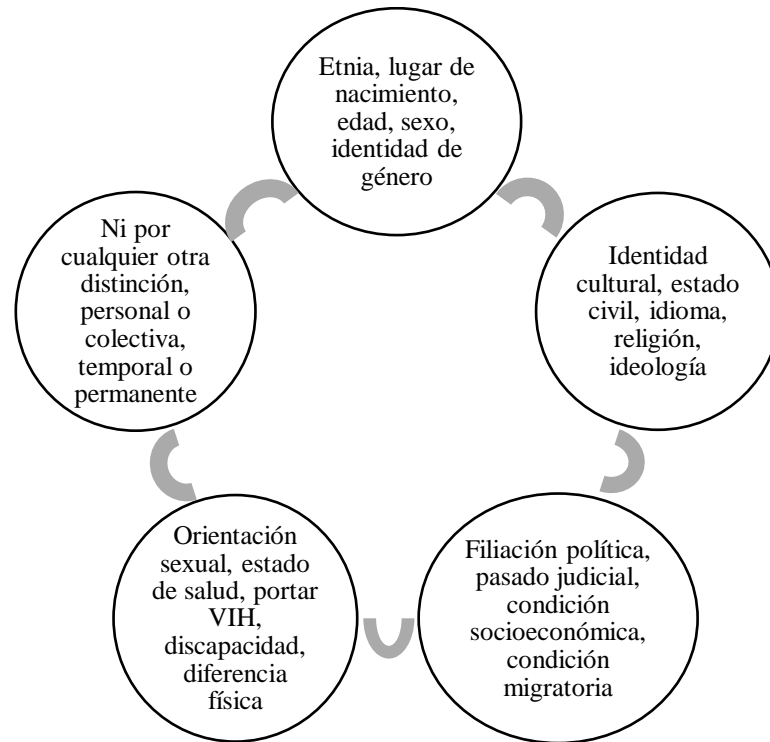 Etnia, lugar de
nacimiento,
edad, sexo,
identidad de
género
Identidad
cultural, estado
civil, idioma,
religión,
ideología
Filiación política,
pasado judicial,
condición
socioeconómica,
condición
migratoria
Orientación
sexual, estado
de salud, portar
VIH,
discapacidad,
diferencia
física
Ni por
cualquier otra
distinción,
personal o
colectiva,
temporal o
permanente